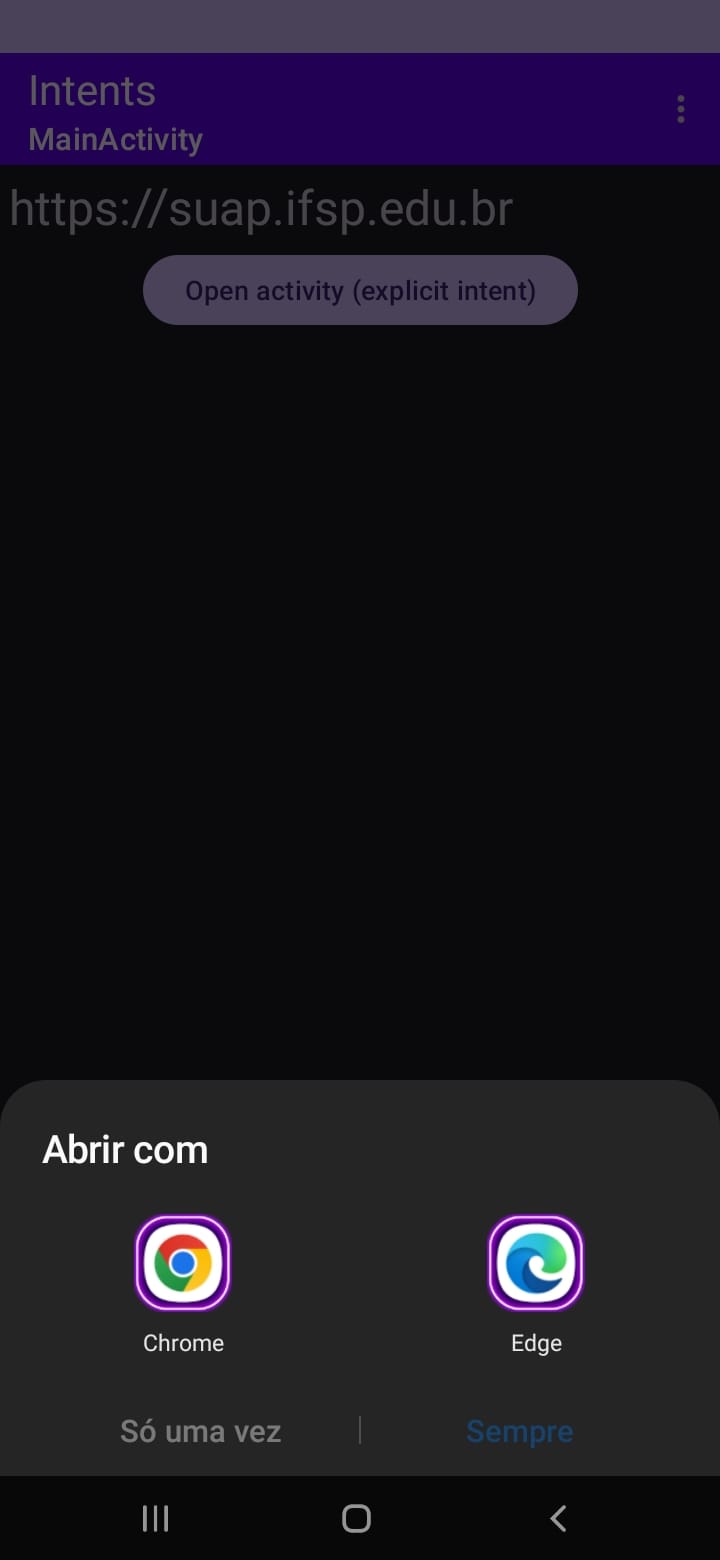 Intents
MainActivity
https://suap.ifsp.edu.br
Open activity (explicit intent)
Abrir com
Chrome
Edge
Só uma vez
Sempre